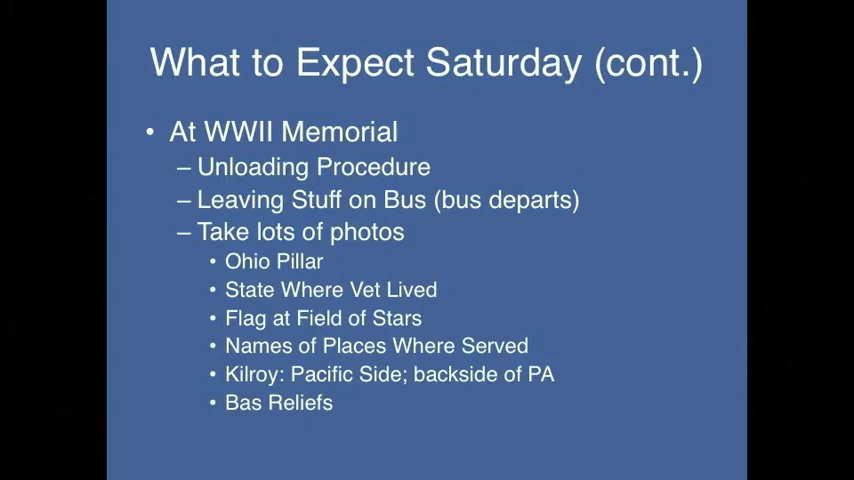 What to Expect Saturday (cont.)
• At WWII Memorial
– Unloading Procedure
– Leaving Stuff on Bus (bus departs)
– Take lots of photos
• Ohio Pillar
• State Where Vet Lived
• Flag at Field of Stars
• Names of Places Where Served
• Kilroy: Pacific Side; backside of PA
• Bas Reliefs